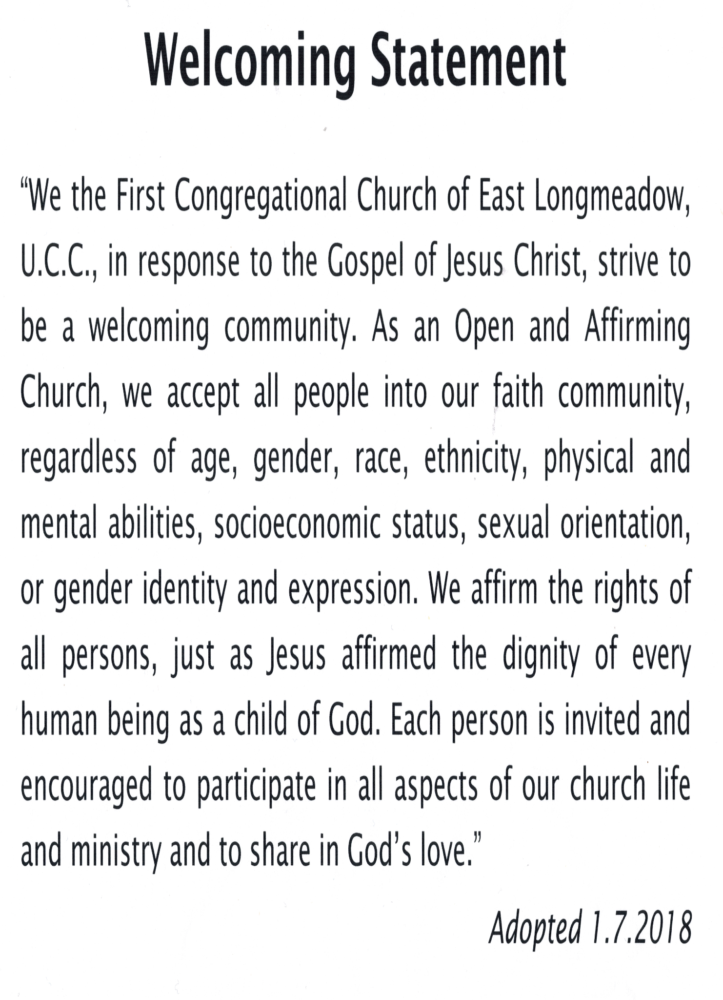 Welcoming Statement
“We the First Congregational Church of East Longmeadow,
U.C.C., in response to the Gospel of Jesus Christ, strive to
be a welcoming community. As an Open and Affirming
Church, we accept all people into our faith community,
regardless of age, gender, race, ethnicity, physical and
mental abilities, socioeconomic status, sexual orientation,
or gender identity and expression. We affirm the rights of
all persons, just as Jesus affirmed the dignity of every
human being as a child of God. Each person is invited and
encouraged to participate in all aspects of our church life
and ministry and to share in God’s love.”
Adopted 1.7.2018